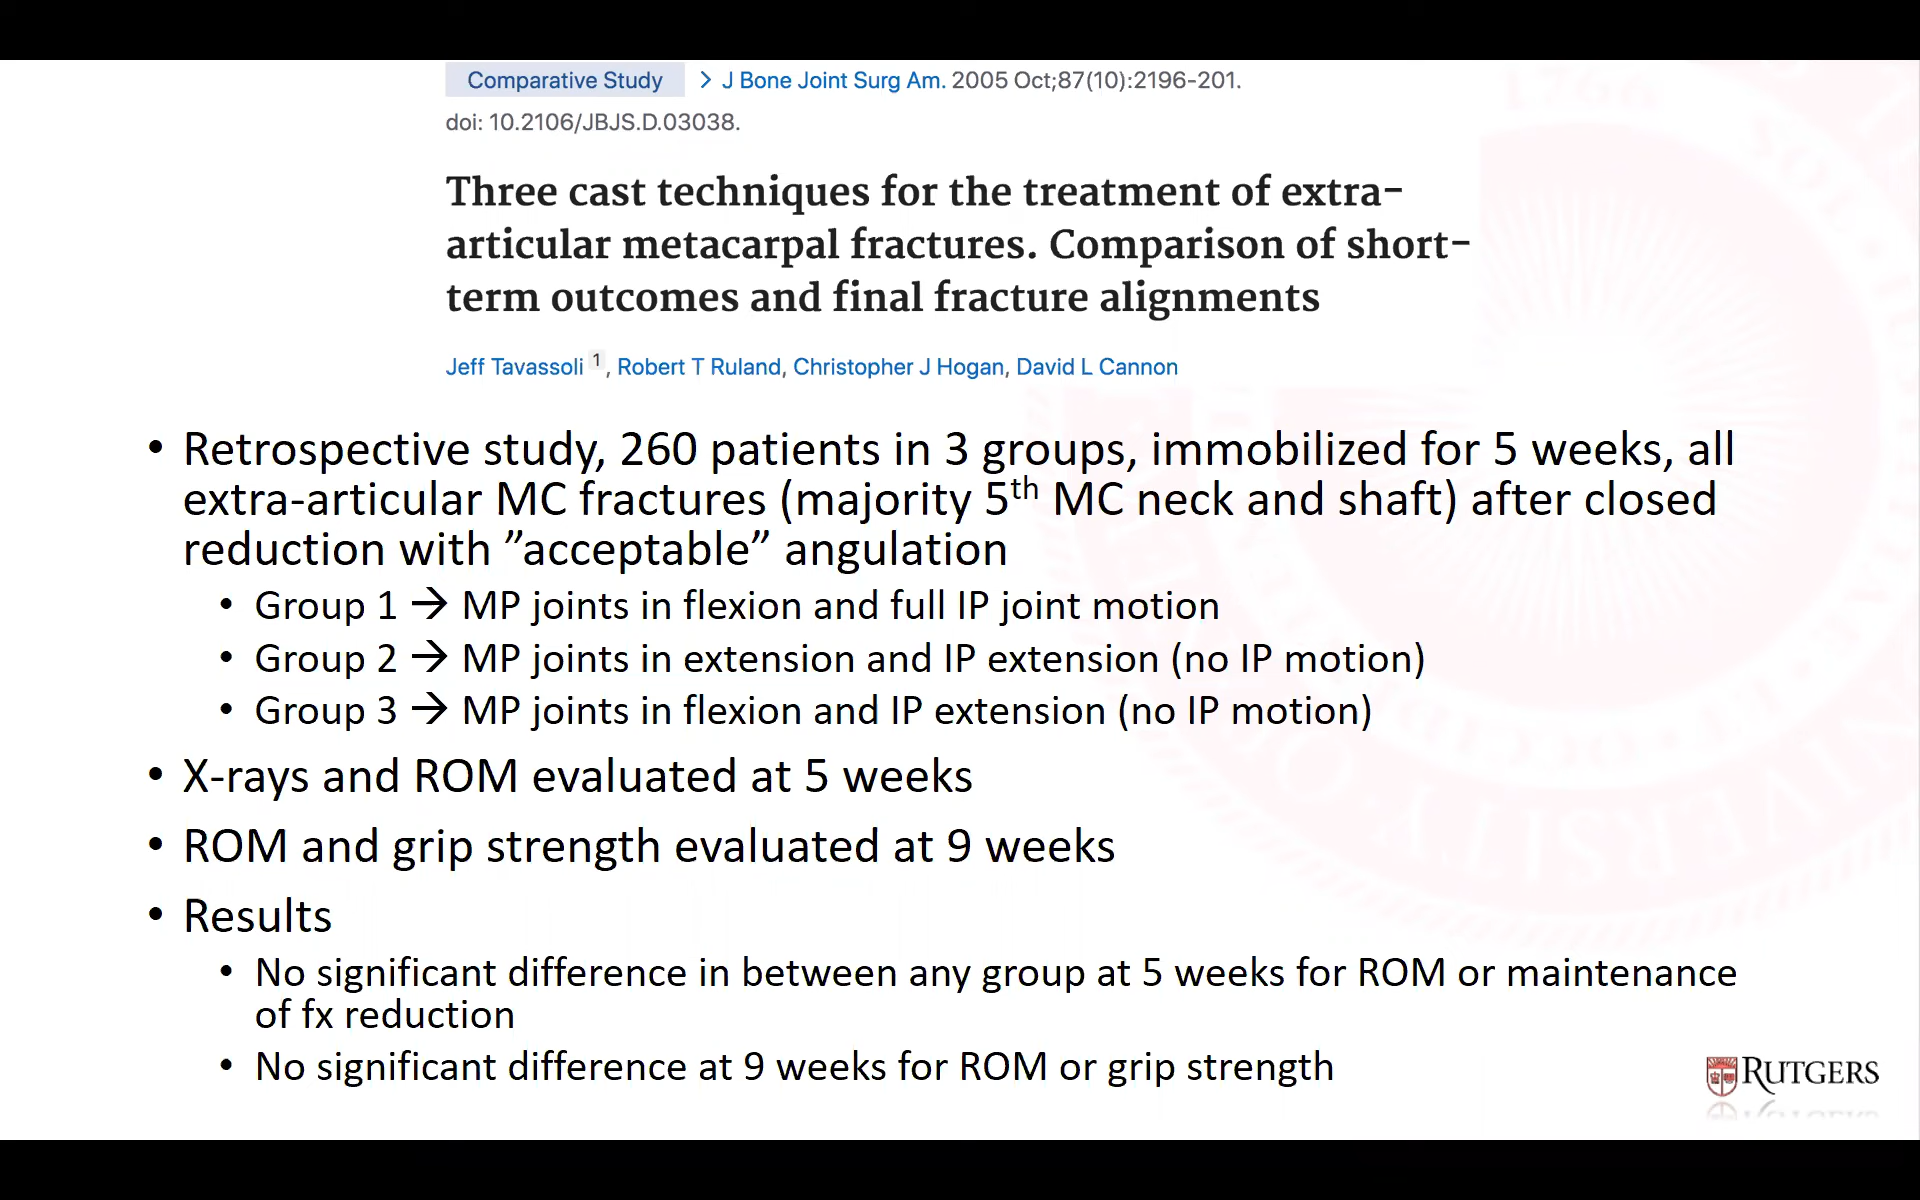 Comparative Study > J Bone Joint Surg Am. 2005 Oct;87(10):2196-201.
doi: 10.2106/JBJS.D.03038.
Three cast techniques for the treatment of extra-
articular metacarpal fractures. Comparison of short-
term outcomes and final fracture alignments
Jeff Tavassoli 1, Robert T Ruland, Christopher J Hogan, David L Cannon
• Retrospective study, 260 patients in 3 groups, immobilized for 5 weeks, all
extra-articular MC fractures (majority 5th MC neck and shaft) after closed
reduction with ”acceptable” angulation
• Group 1 → MP joints in flexion and full IP joint motion
• Group 2 → MP joints in extension and IP extension (no IP motion)
• Group 3 → MP joints in flexion and IP extension (no IP motion)
• X-rays and ROM evaluated at 5 weeks
• ROM and grip strength evaluated at 9 weeks
• Results
• No significant difference in between any group at 5 weeks for ROM or maintenance
of fx reduction
• No significant difference at 9 weeks for ROM or grip strength
RUTGERS
1766